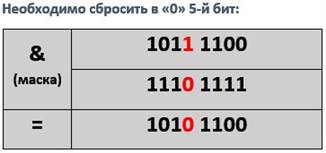 Необходимо сбросить в «0» 5-й бит:
& 1011 1100
(маска) 1110 1111
= 1010 1100